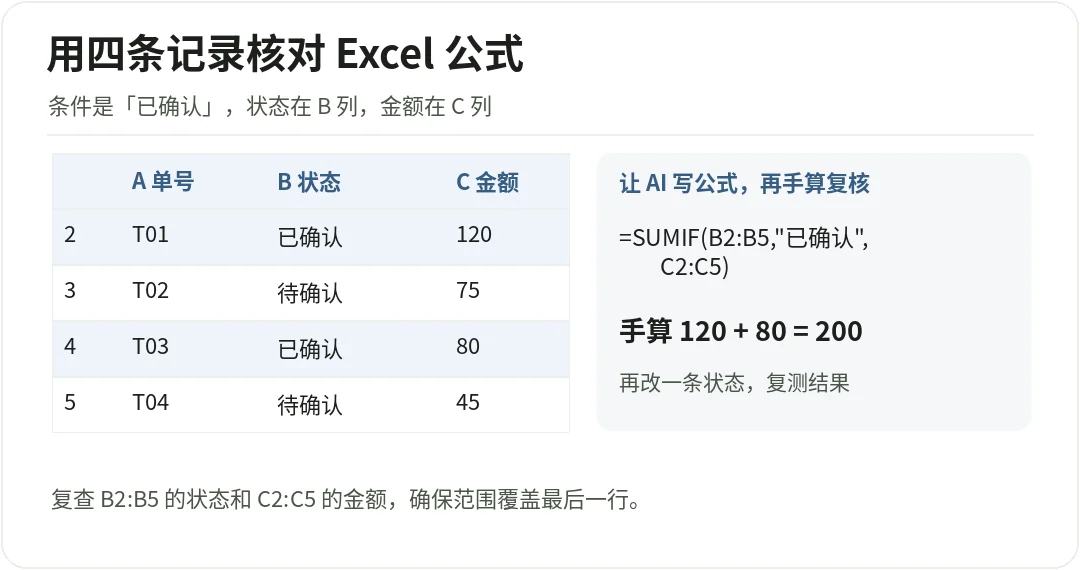 用四条记录核对 Excel 公式
条件是「已确认」，状态在 B 列，金额在 C 列
A 单号 B 状态 C 金额
2 T01 已确认 120
3 T02 待确认 75
4 T03 已确认 80
5 T04 待确认 45
让 AI 写公式，再手算复核
=SUMIF(B2:B5,"已确认",
C2:C5)
手算 120 + 80 = 200
再改一条状态，复测结果
复查 B2:B5 的状态和 C2:C5 的金额，确保范围覆盖最后一行。